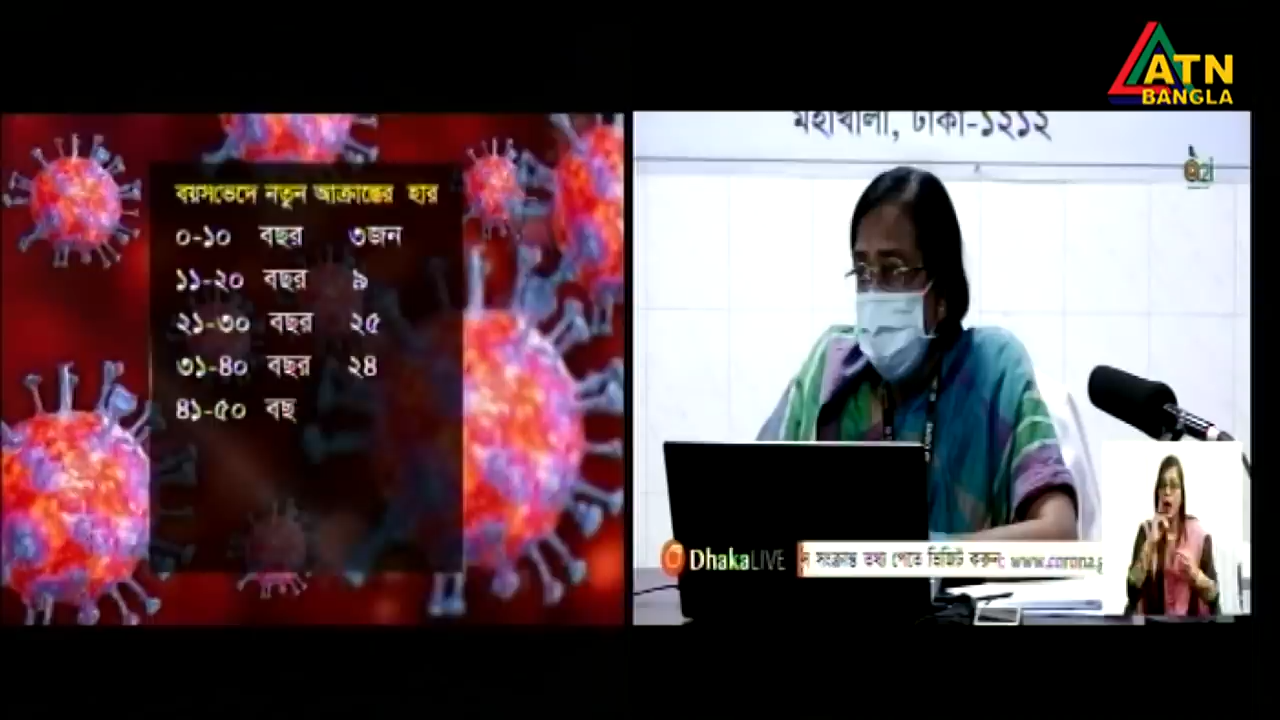 ATN
BANGLA
বয়সভেদে নতুন আক্রান্তের হার
০-১০ বছর ৩জন
১১-২০ বছর ৯
২১-৩০ বছর ২৫
৩১-৪০ বছর ২৪
৪১-৫০ বছ
মহাখালী, ঢাকা-১২১২
DhakaLIVE
সংক্রান্ত তথ্য পেতে ভিজিট করুন: www.corona.g